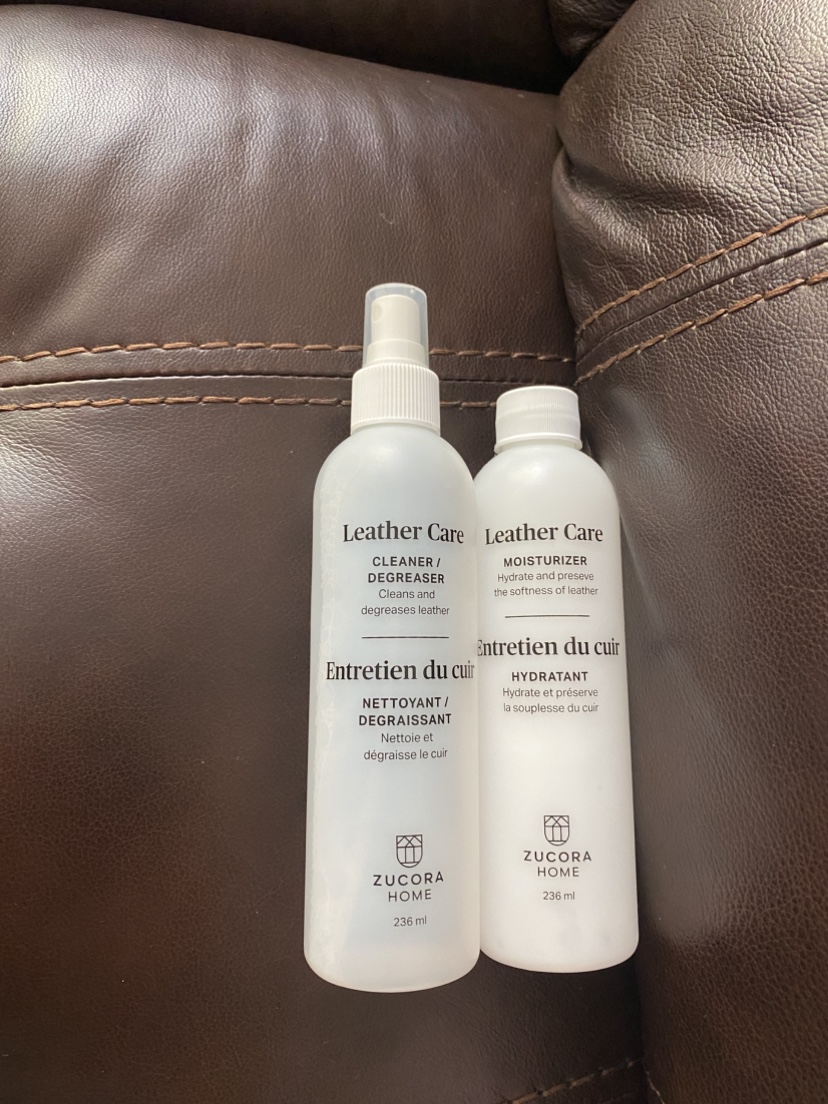 Leather Care
CLEANER /
DEGREASER
Cleans and
degreases leather
Entretien du cuir
NETTOYANT /
DEGRAISSANT
Nettoie et
dégraisse le cuir
ZUCORA
HOME
236 ml
Leather Care
MOISTURIZER
Hydrate and preseve
the softness of leather
Entretien du cuir
HYDRATANT
Hydrate et préserve
la souplesse du cuir
ZUCORA
HOME
236 ml